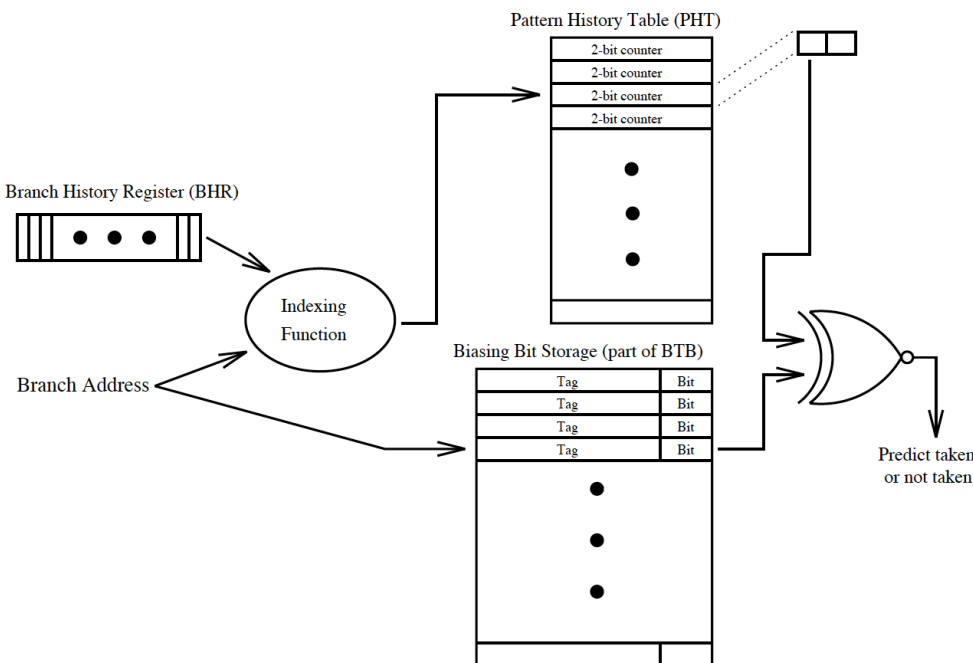 Pattern History Table (PHT)
2-bit counter
2-bit counter
2-bit counter
2-bit counter
Branch History Register (BHR)
Indexing
Function
Biasing Bit Storage (part of BTB)
Branch Address
Tag Bit
Tag Bit
Tag Bit
Tag Bit
Predict taken
or not taken